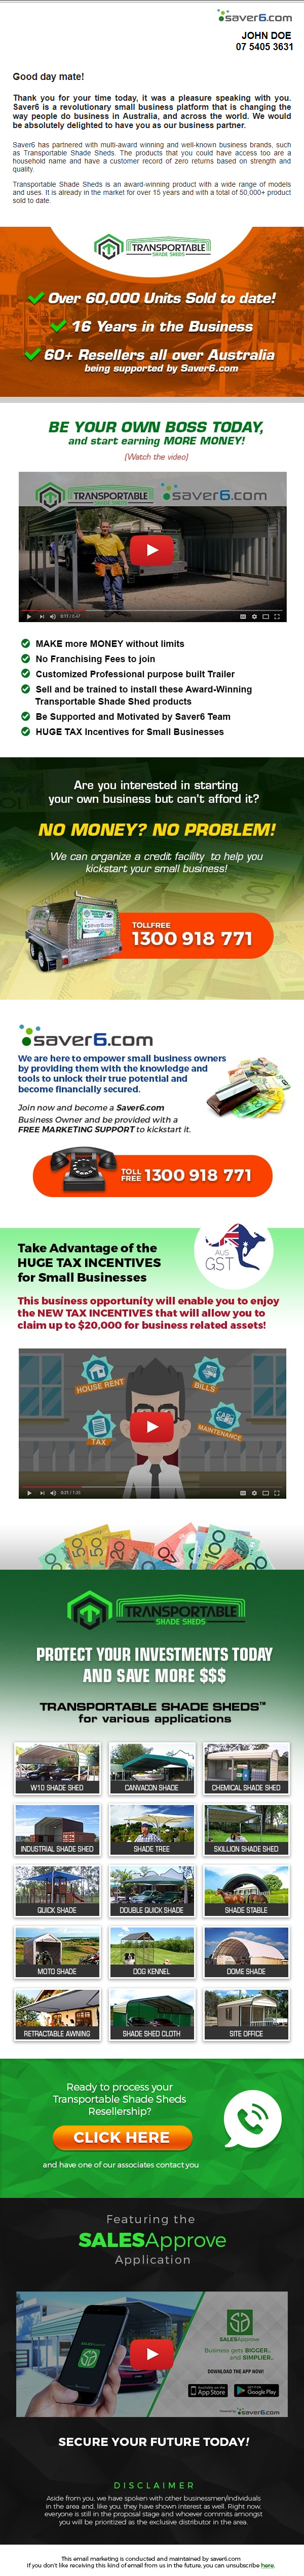 saver6.com
JOHN DOE
07 5405 3631
Good day mate!
Thank you for your time today, it was a pleasure speaking with you.
Saver6 is a revolutionary small business platform that is changing the
way people do business in Australia, and across the world. We would
be absolutely delighted to have you as our business partner.
Saver6 has partnered with multi-award winning and well-known business brands, such
as Transportable Shade Sheds. The products that you could have access too are a
household name and have a customer record of zero returns based on strength and
quality.
Transportable Shade Sheds is an award-winning product with a wide range of models
and uses. It is already in the market for over 15 years and with a total of 50,000+ product
sold to date.
TRANSPORTABLE
SHADE SHEDS
Over 60,000 Units Sold to date!
16 Years in the Business
60+ Resellers all over Australia
being supported by Saver6.com
BE YOUR OWN BOSS TODAY,
and start earning MORE MONEY!
(Watch the video)
TRANSPORTABLE
SHADE SHEDS
saver6.com
MAKE more MONEY without limits
No Franchising Fees to join
Customized Professional purpose built Trailer
Sell and be trained to install these Award-Winning
Transportable Shade Shed products
Be Supported and Motivated by Saver6 Team
HUGE TAX Incentives for Small Businesses
Are you interested in starting
your own business but can't afford it?
NO MONEY? NO PROBLEM!
We can organize a credit facility to help you
kickstart your small business!
TOLLFREE
1300 918 771
saver6.com
We are here to empower small business owners
by providing them with the knowledge and
tools to unlock their true potential and
become financially secured.
Join now and become a Saver6.com
Business Owner and be provided with a
FREE MARKETING SUPPORT to kickstart it.
TOLL
FREE 1300 918 771
AUS
GST
Take Advantage of the
HUGE TAX INCENTIVES
for Small Businesses
This business opportunity will enable you to enjoy
the NEW TAX INCENTIVES that will allow you to
claim up to $20,000 for business related assets!
HOUSE RENT
BILLS
TAX
MAINTENANCE
TRANSPORTABLE
SHADE SHEDS
PROTECT YOUR INVESTMENTS TODAY
AND SAVE MORE $$$
TRANSPORTABLE SHADE SHEDS™
for various applications
W10 SHADE SHED
CANVACON SHADE
CHEMICAL SHADE SHED
INDUSTRIAL SHADE SHED
SHADE TREE
SKILLION SHADE SHED
QUICK SHADE
DOUBLE QUICK SHADE
SHADE STABLE
MOTO SHADE
DOG KENNEL
DOME SHADE
RETRACTABLE AWNING
SHADE SHED CLOTH
SITE OFFICE
Ready to process your
Transportable Shade Sheds
Resellership?
CLICK HERE
and have one of our associates contact you
Featuring the
SALESApprove
Application
SALESApprove
Business gets BIGGER..
and SIMPLIER..
DOWNLOAD THE APP NOW!
App Store
Google Play
saver6.com
SECURE YOUR FUTURE TODAY!
DISCLAIMER
Aside from you, we have spoken with other business/individuals
in the area and, like you, they have shown interest as well. Right now,
everyone is still in the proposal stage and whoever commits amongst
you will be prioritized as the exclusive distributor in the area.
This email marketing is conducted and maintained by saver6.com
If you don't like receiving this kind of email from us in the future, you can unsubscribe here.